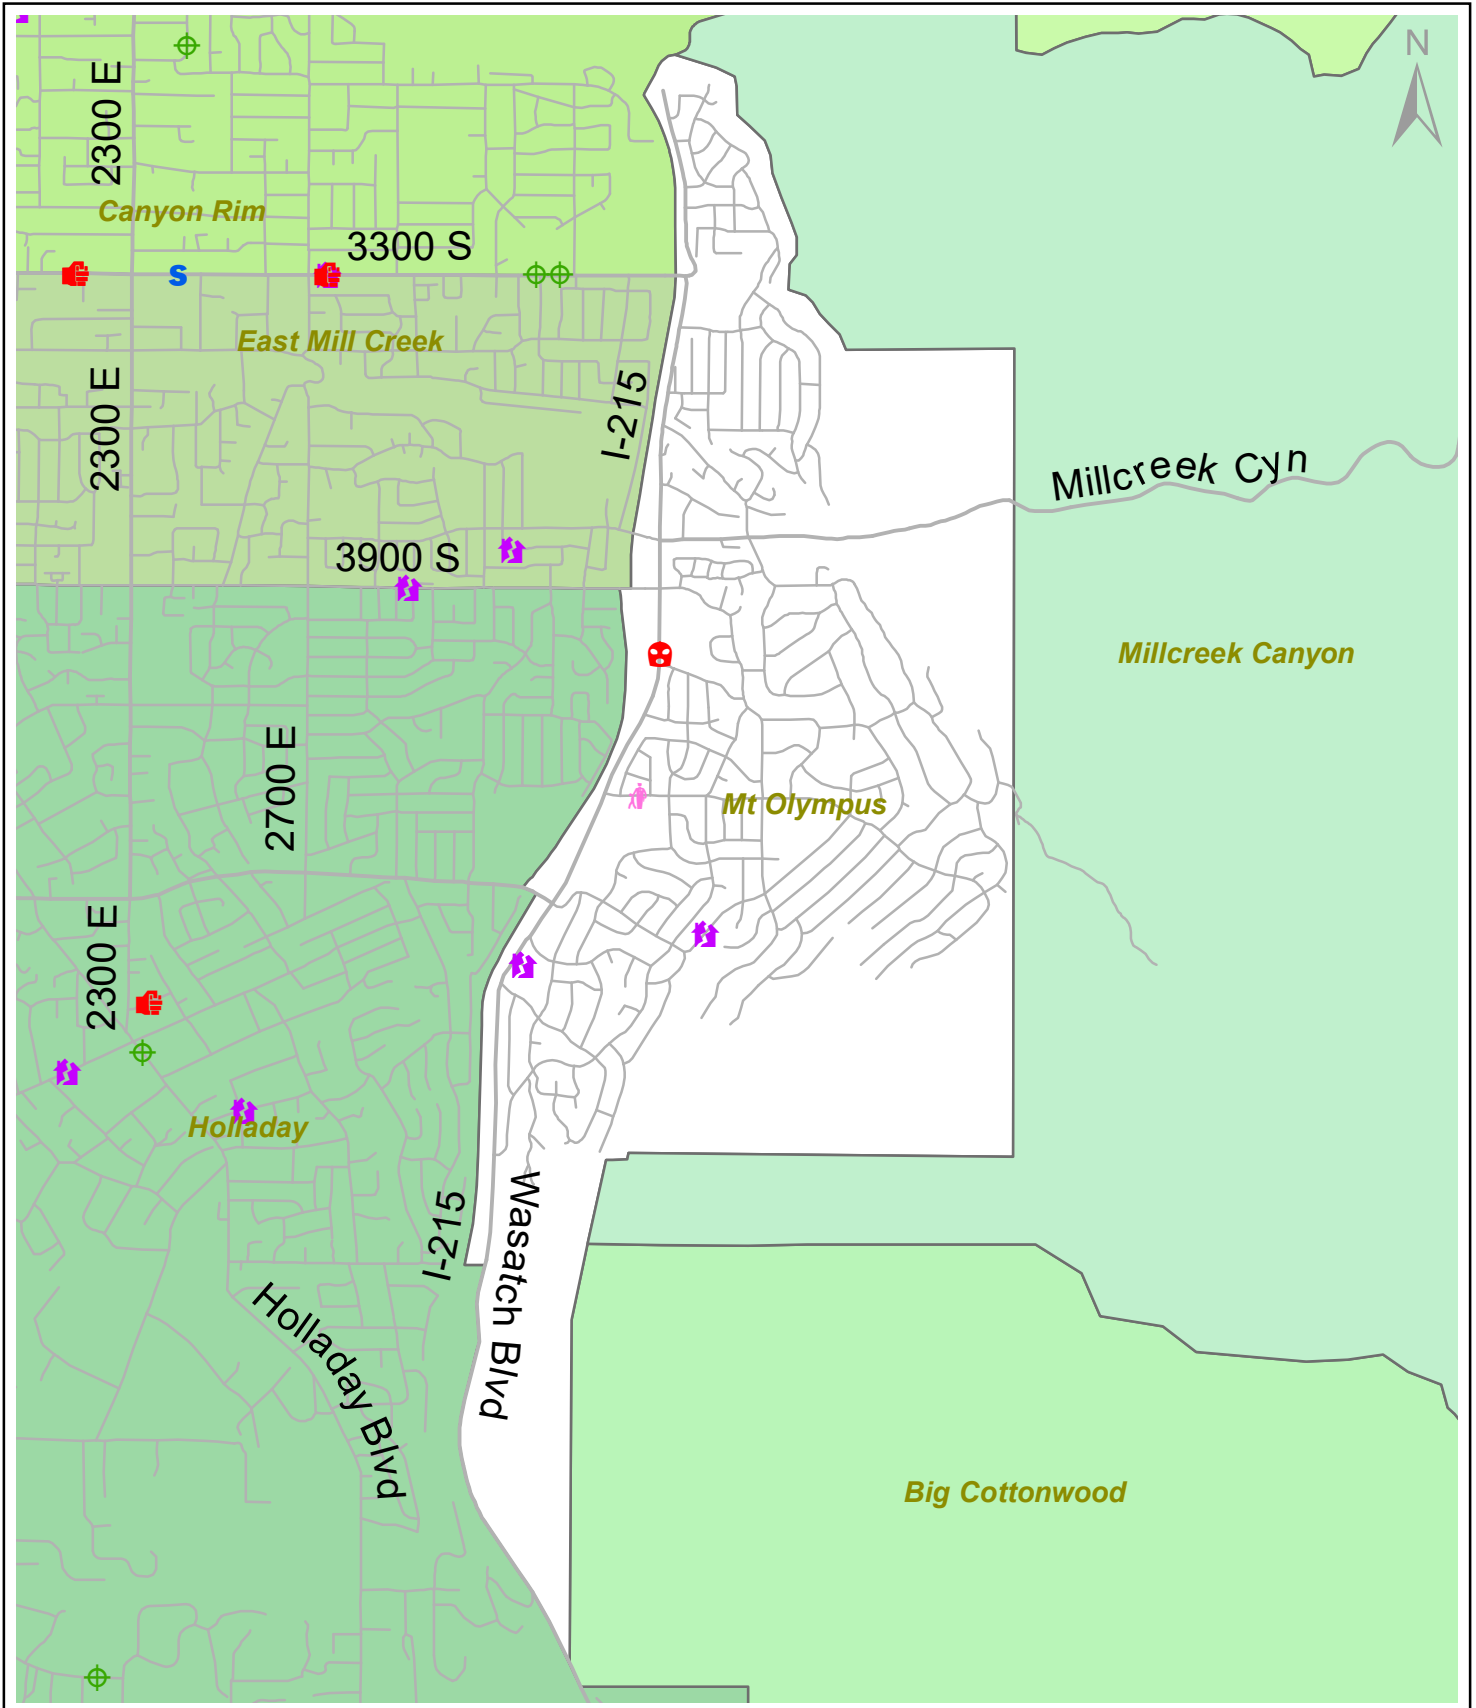 N
2300 E
Canyon Rim
3300 S
S
East Mill Creek
2300 E
I-215
Millcreek Cyn
3900 S
Millcreek Canyon
2700 E
Mt Olympus
2300 E
Holladay
I-215
Wasatch Blvd
Holladay Blvd
Big Cottonwood